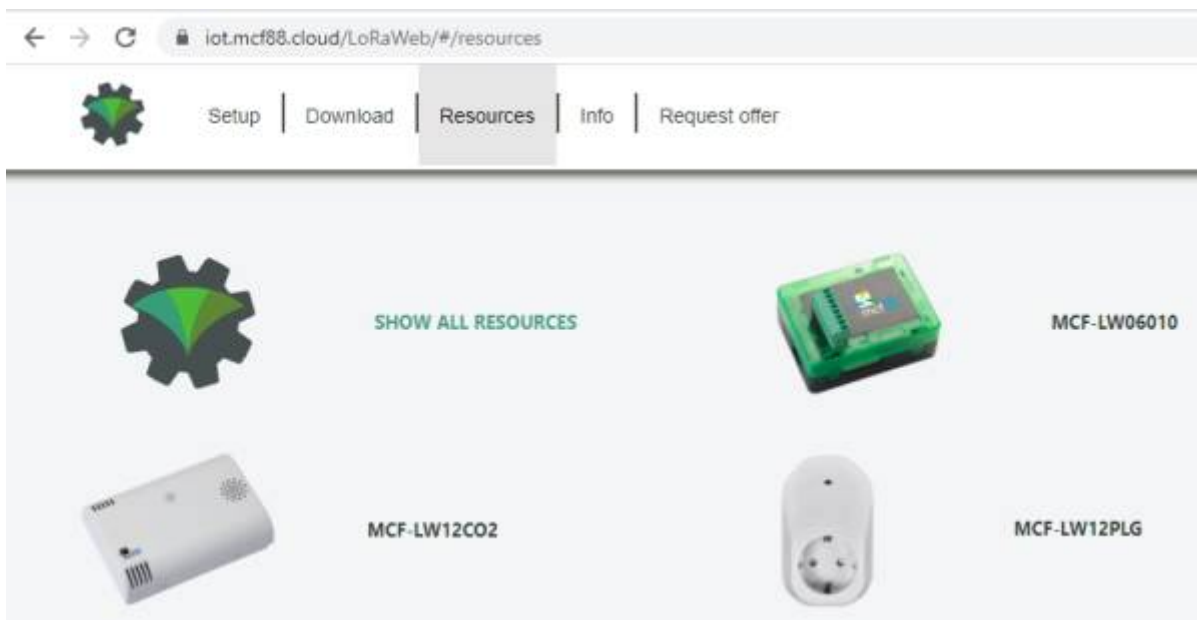 iot.mcf88.cloud/LoRaWeb/#/resources
Setup Download Resources Info Request offer
SHOW ALL RESOURCES
MCF-LW06010
MCF-LW12CO2
MCF-LW12PLG